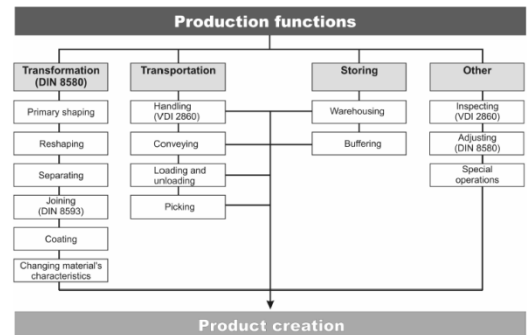 Production functions
Transformation
(DIN 8580)
Primary shaping
Reshaping
Separating
Joining
(DIN 8593)
Coating
Changing material's
characteristics
Transportation
Handling
(VDI 2860)
Conveying
Loading and
unloading
Picking
Storing
Warehousing
Buffering
Other
Inspecting
(VDI 2860)
Adjusting
(DIN 8580)
Special
operations
Product creation